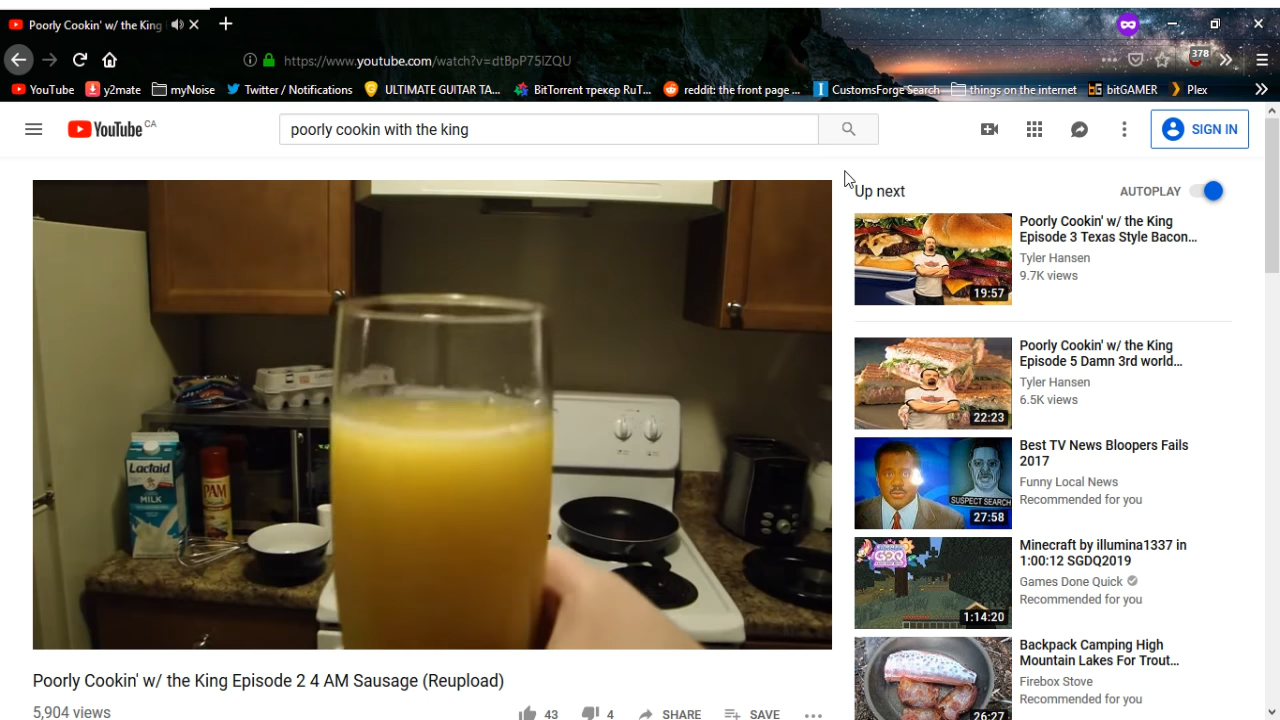 Poorly Cookin' w/ the King
378
https://www.youtube.com/watch?v=dtBpP75lZQU
YouTube y2mate myNoise Twitter / Notifications ULTIMATE GUITAR TA... BitTorrent трекер RuT... reddit: the front page ... CustomsForge Search things on the internet bitGAMER Plex
YouTube CA
poorly cookin with the king
SIGN IN
Up next
AUTOPLAY
Poorly Cookin' w/ the King
Episode 3 Texas Style Bacon...
Tyler Hansen
9.7K views
19:57
Poorly Cookin' w/ the King
Episode 5 Damn 3rd world...
Tyler Hansen
6.5K views
22:23
Best TV News Bloopers Fails
2017
Funny Local News
Recommended for you
SUSPECT SEARCH
27:58
Minecraft by illumina1337 in
1:00:12 SGDQ2019
Games Done Quick
Recommended for you
1:14:20
Backpack Camping High
Mountain Lakes For Trout...
Firebox Stove
Recommended for you
26:27
Lactaid
MILK
PAM
Poorly Cookin' w/ the King Episode 2 4 AM Sausage (Reupload)
5,904 views
43 4 SHARE SAVE